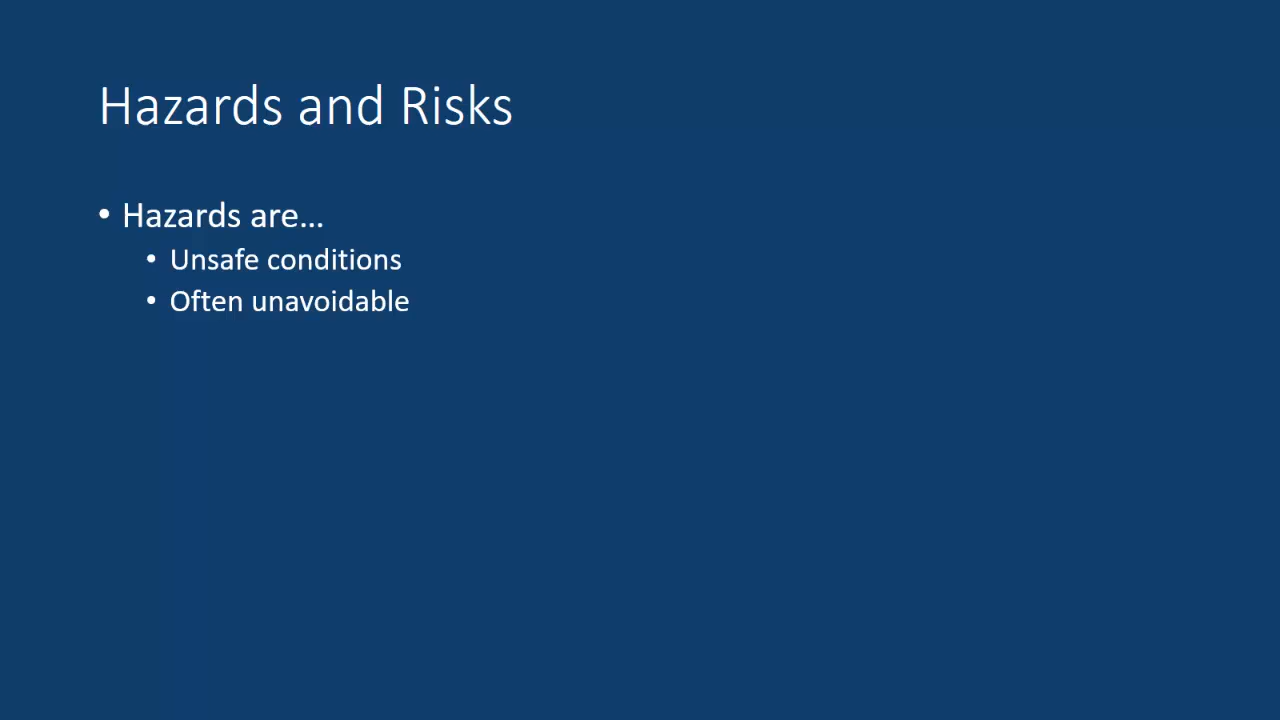 Hazards and Risks
• Hazards are...
• Unsafe conditions
• Often unavoidable